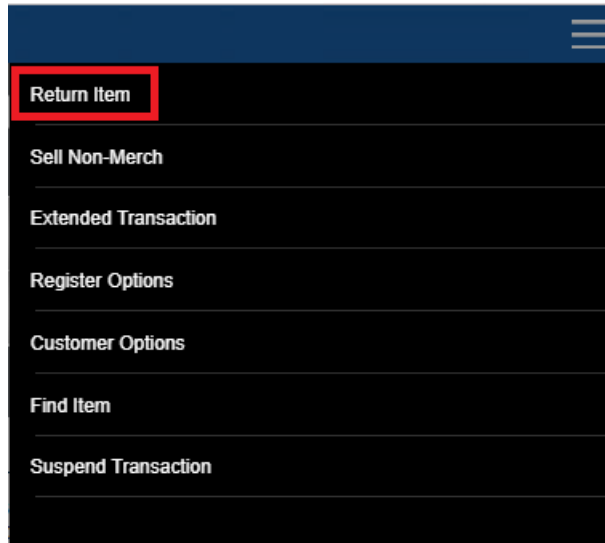 Return Item
Sell Non-Merch
Extended Transaction
Register Options
Customer Options
Find Item
Suspend Transaction